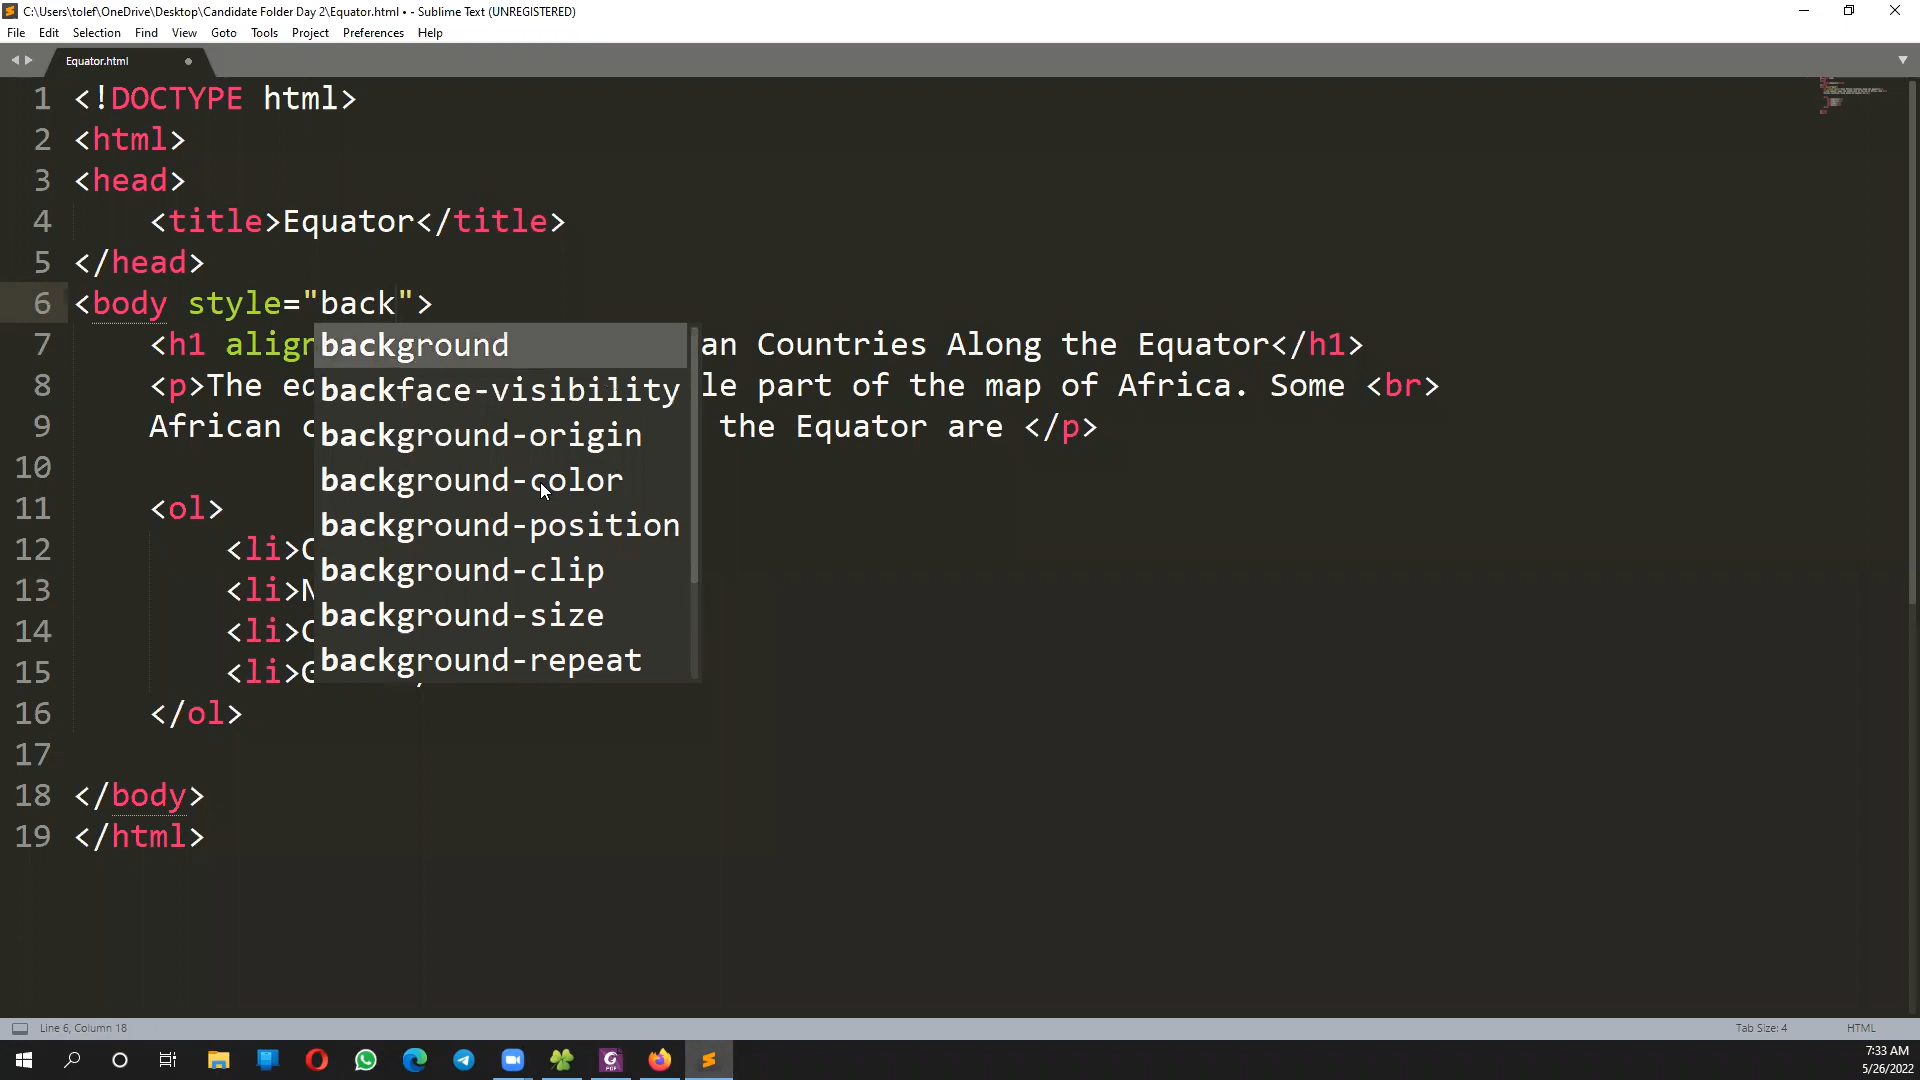 C:\Users\tolef\OneDrive\Desktop\Candidate Folder Day 2\Equator.html • - Sublime Text (UNREGISTERED)
File Edit Selection Find View Goto Tools Project Preferences Help
Equator.html
1 <!DOCTYPE html>
2 <html>
3 <head>
4 <title>Equator</title>
5 </head>
6 <body style="back">
7 <h1 align an Countries Along the Equator</h1>
background
8 <p>The le part of the map of Africa. Some <br>
backface-visibility
9 African the Equator are </p>
background-origin
10
background-color
11 <ol>
background-position
12 <li>
background-clip
13 <li>
background-size
14 <li>
background-repeat
15 <li>
16 </ol>
17
18 </body>
19 </html>
Line 6, Column 18
Tab Size: 4
HTML
7:33 AM
5/26/2022